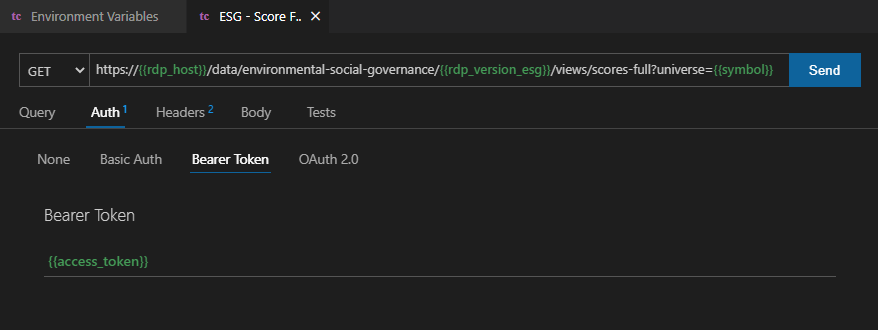 tc Environment Variables tc ESG - Score F.. ✕
GET https://{{rdp_host}}/data/environmental-social-governance/{{rdp_version_esg}}/views/scores-full?universe={{symbol}} Send
Query Auth 1 Headers 2 Body Tests
None Basic Auth Bearer Token OAuth 2.0
Bearer Token
{{access_token}}